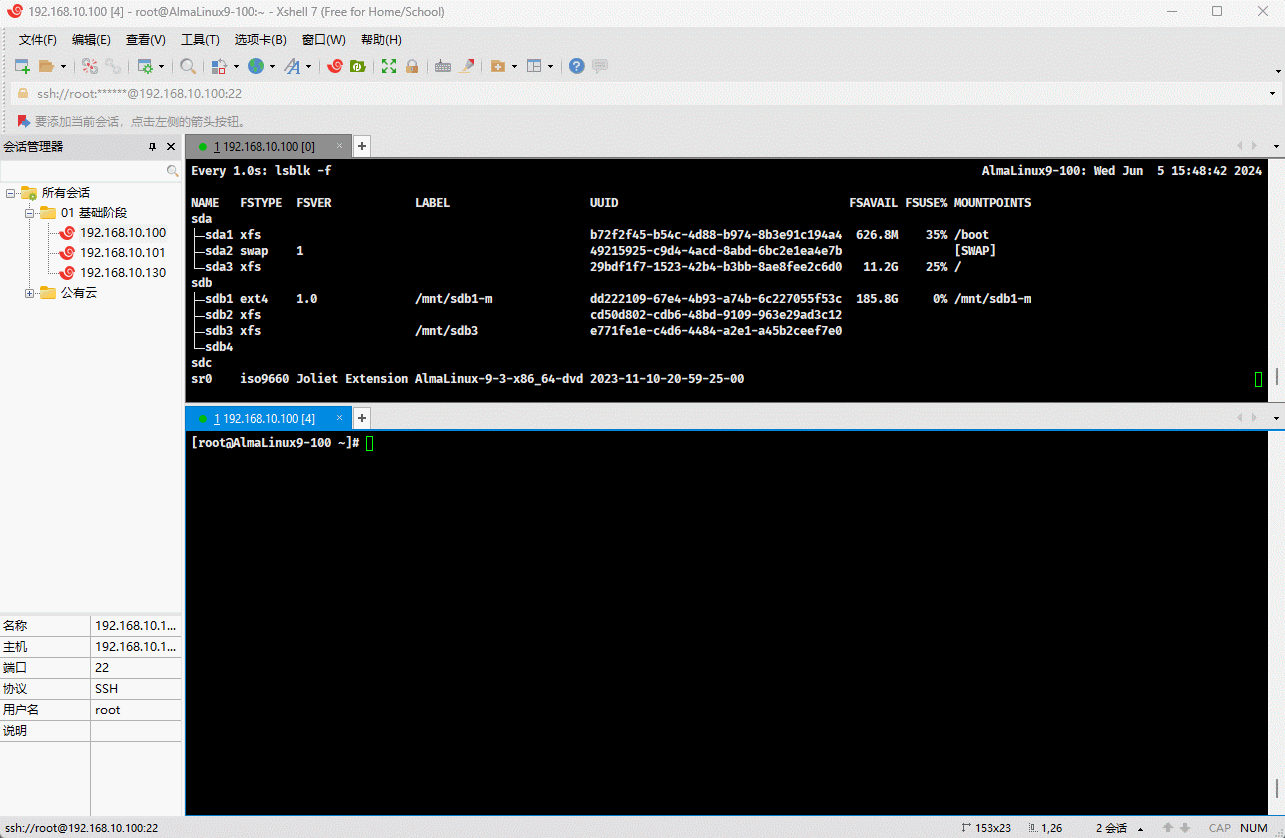 192.168.10.100 [4] - root@AlmaLinux9-100:~ - Xshell 7 (Free for Home/School)
文件(F) 编辑(E) 查看(V) 工具(T) 选项卡(B) 窗口(W) 帮助(H)
ssh://root:******@192.168.10.100:22
要添加当前会话，点击左侧的箭头按钮。
会话管理器
所有会话
01 基础阶段
192.168.10.100
192.168.10.101
192.168.10.130
公有云
名称 192.168.10.1...
主机 192.168.10.1...
端口 22
协议 SSH
用户名 root
说明
1 192.168.10.100 [0]
Every 1.0s: lsblk -f AlmaLinux9-100: Wed Jun  5 15:48:42 2024
NAME FSTYPE FSVER LABEL UUID FSAVAIL FSUSE% MOUNTPOINTS
sda
├─sda1 xfs b72f2f45-b54c-4d88-b974-8b3e91c194a4 626.8M 35% /boot
├─sda2 swap 1 49215925-c9d4-4acd-8abd-6bc2e1ea4e7b [SWAP]
└─sda3 xfs 29bdf1f7-1523-42b4-b3bb-8ae8fee2c6d0 11.2G 25% /
sdb
├─sdb1 ext4 1.0 /mnt/sdb1-m dd222109-67e4-4b93-a74b-6c227055f53c 185.8G 0% /mnt/sdb1-m
├─sdb2 xfs cd50d802-cdb6-48bd-9109-963e29ad3c12
├─sdb3 xfs /mnt/sdb3 e771fe1e-c4d6-4484-a2e1-a45b2ceef7e0
└─sdb4
sdc
sr0 iso9660 Joliet Extension AlmaLinux-9-3-x86_64-dvd 2023-11-10-20-59-25-00
1 192.168.10.100 [4]
[root@AlmaLinux9-100 ~]#
ssh://root@192.168.10.100:22 153x23 1,26 2 会话 CAP NUM